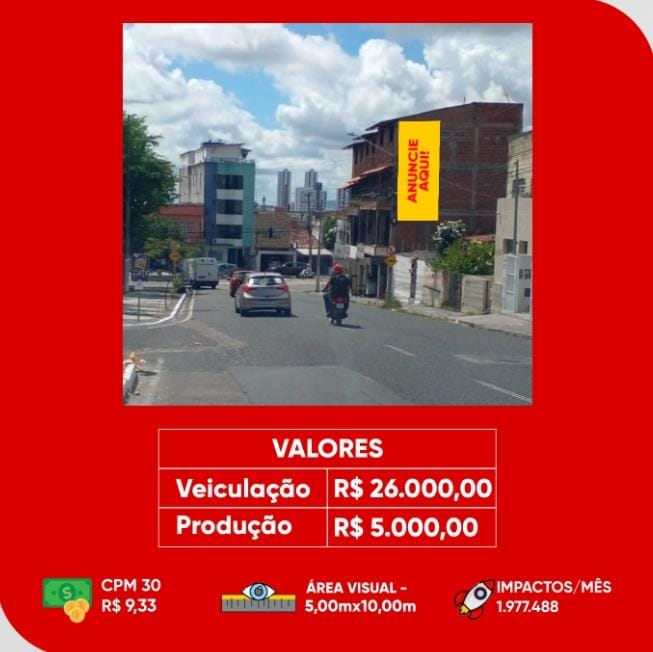 ANUNCIE
AQUI!
VALORES
Veiculação R$ 26.000,00
Produção R$ 5.000,00
CPM 30
R$ 9,33
ÁREA VISUAL -
5,00mx10,00m
IMPACTOS/MÊS
1.977.488